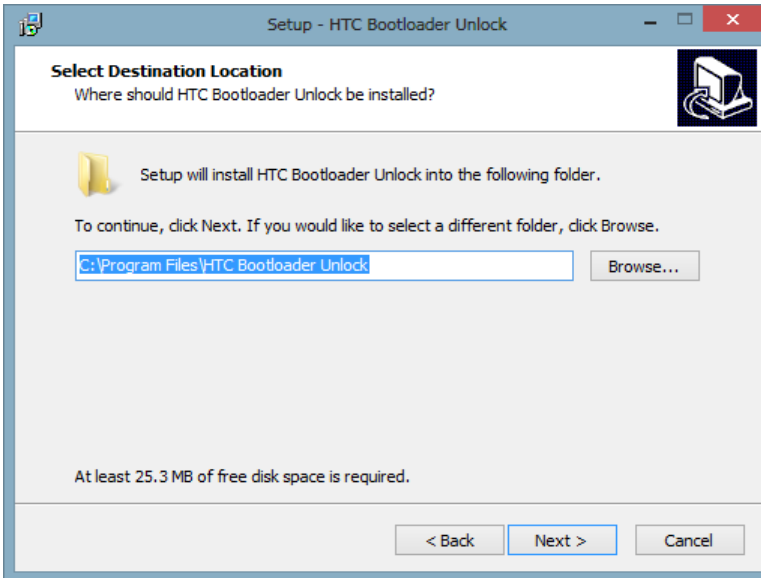 Setup - HTC Bootloader Unlock
Select Destination Location
Where should HTC Bootloader Unlock be installed?
Setup will install HTC Bootloader Unlock into the following folder.
To continue, click Next. If you would like to select a different folder, click Browse.
C:\Program Files\HTC Bootloader Unlock
Browse...
At least 25.3 MB of free disk space is required.
< Back
Next >
Cancel